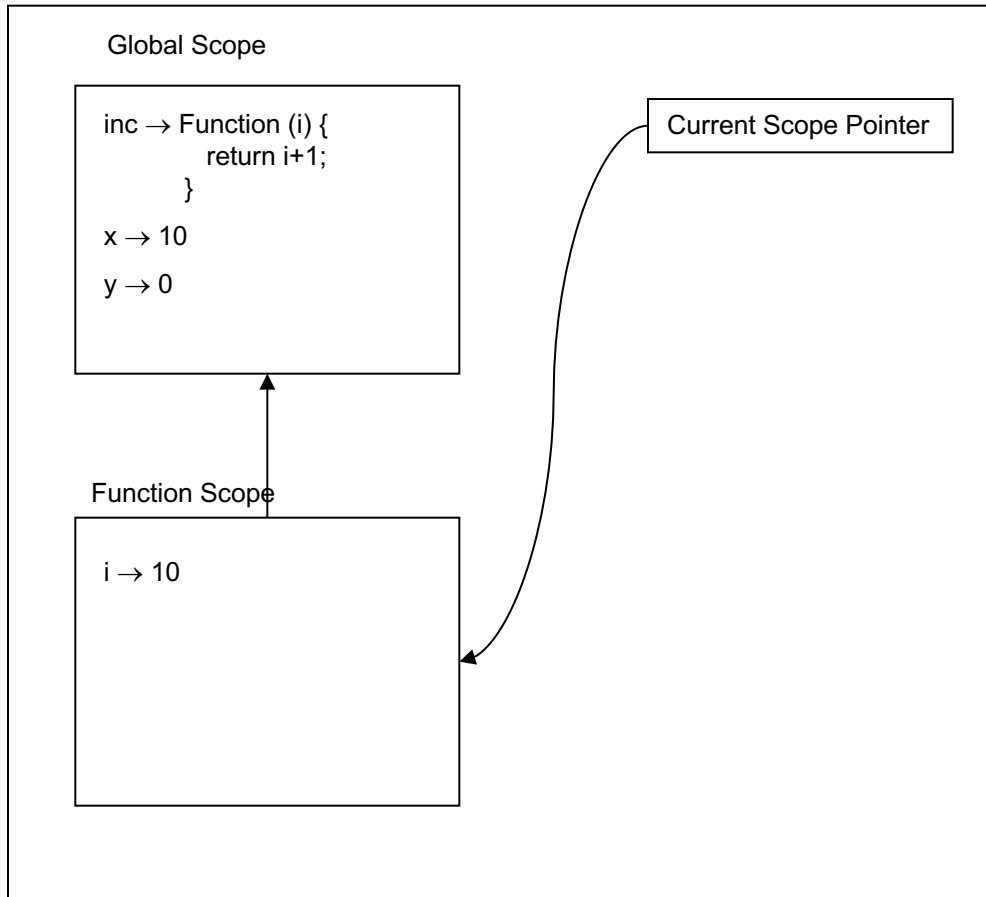 Global Scope
inc → Function (i) {
return i+1;
}
x → 10
y → 0
Current Scope Pointer
Function Scope
i → 10